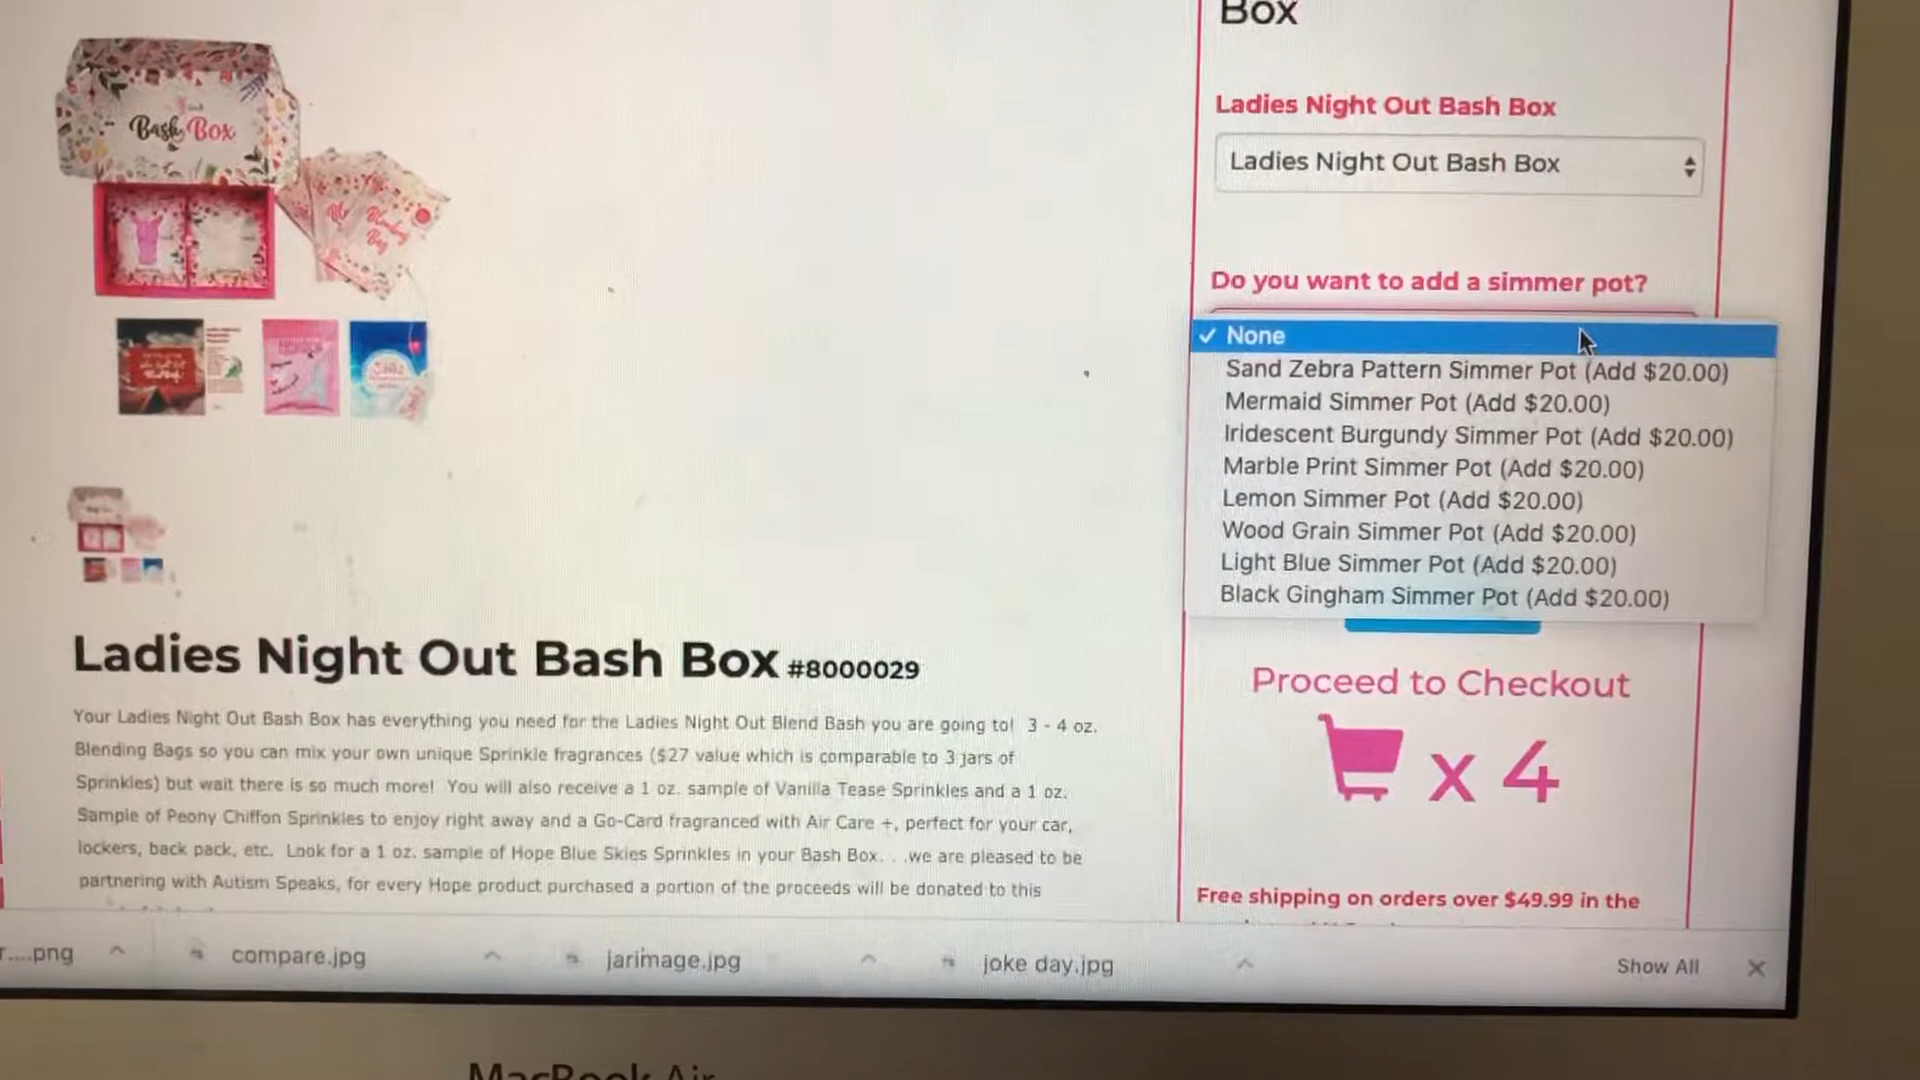 Box
Bash Box
Ladies Night Out Bash Box
Ladies Night Out Bash Box
Do you want to add a simmer pot?
✓ None
Sand Zebra Pattern Simmer Pot (Add $20.00)
Mermaid Simmer Pot (Add $20.00)
Iridescent Burgundy Simmer Pot (Add $20.00)
Marble Print Simmer Pot (Add $20.00)
Lemon Simmer Pot (Add $20.00)
Wood Grain Simmer Pot (Add $20.00)
Light Blue Simmer Pot (Add $20.00)
Black Gingham Simmer Pot (Add $20.00)
Proceed to Checkout
x 4
Free shipping on orders over $49.99 in the
Ladies Night Out Bash Box #8000029
Your Ladies Night Out Bash Box has everything you need for the Ladies Night Out Blend Bash you are going to! 3 - 4 oz.
Blending Bags so you can mix your own unique Sprinkle fragrances ($27 value which is comparable to 3 jars of
Sprinkles) but wait there is so much more! You will also receive a 1 oz. sample of Vanilla Tease Sprinkles and a 1 oz.
Sample of Peony Chiffon Sprinkles to enjoy right away and a Go-Card fragranced with Air Care +, perfect for your car,
lockers, back pack, etc. Look for a 1 oz. sample of Hope Blue Skies Sprinkles in your Bash Box. . .we are pleased to be
partnering with Autism Speaks, for every Hope product purchased a portion of the proceeds will be donated to this
r....png
compare.jpg
jarimage.jpg
joke day.jpg
Show All
MacBook Air